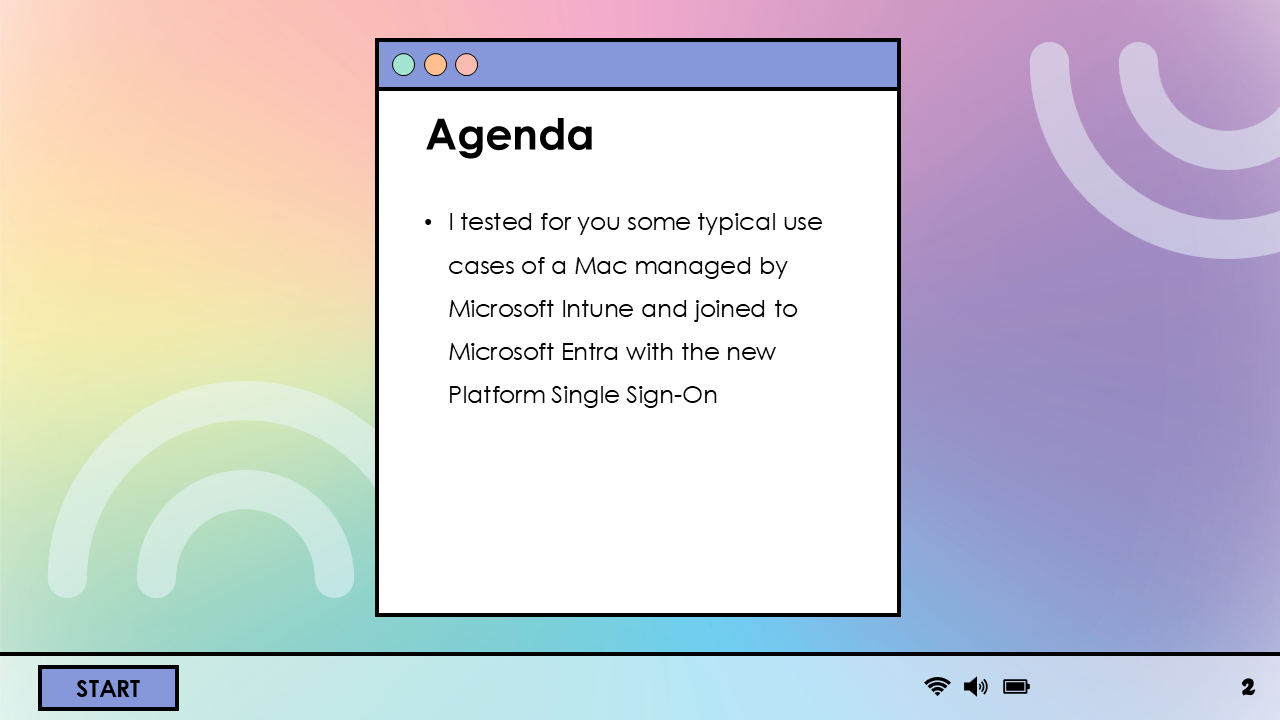 Agenda
• I tested for you some typical use
cases of a Mac managed by
Microsoft Intune and joined to
Microsoft Entra with the new
Platform Single Sign-On
START
2